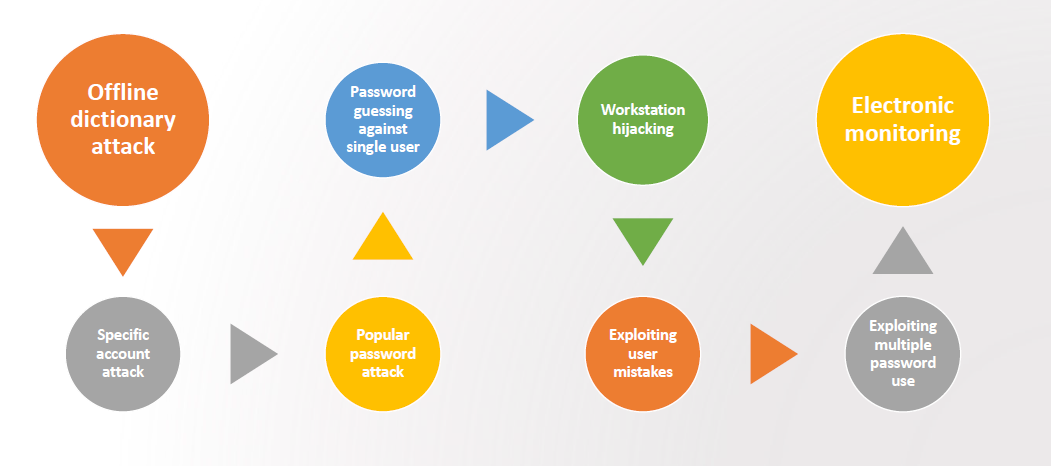 Offline
dictionary
attack
Specific
account
attack
Popular
password
attack
Password
guessing
against
single user
Workstation
hijacking
Exploiting
user
mistakes
Exploiting
multiple
password
use
Electronic
monitoring